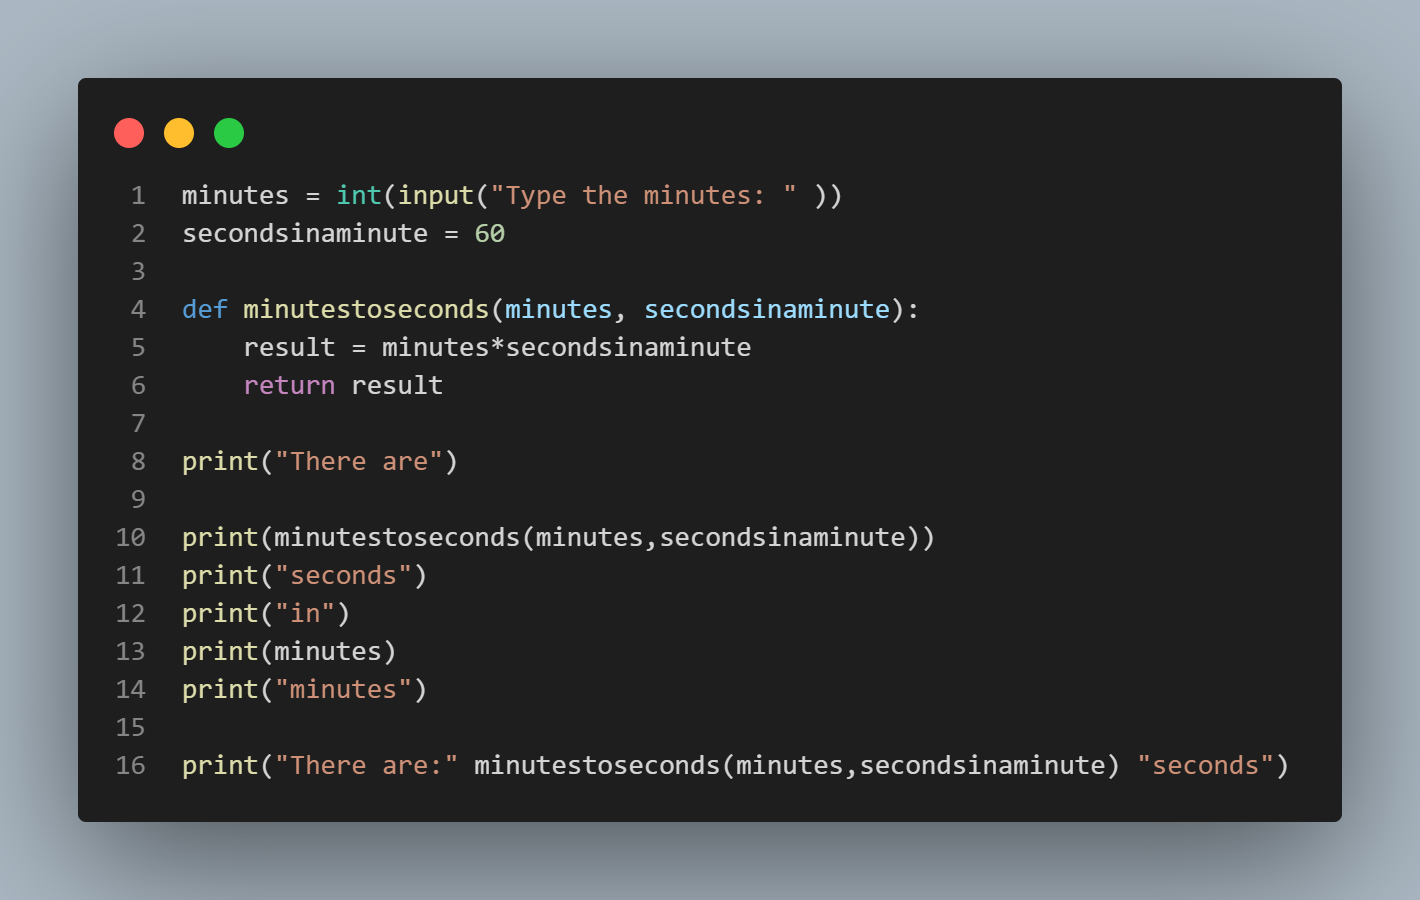 1 minutes = int(input("Type the minutes: " ))
2 secondsinaminute = 60
3
4 def minutestoseconds(minutes, secondsinaminute):
5     result = minutes*secondsinaminute
6     return result
7
8 print("There are")
9
10 print(minutestoseconds(minutes,secondsinaminute))
11 print("seconds")
12 print("in")
13 print(minutes)
14 print("minutes")
15
16 print("There are:" minutestoseconds(minutes,secondsinaminute) "seconds")